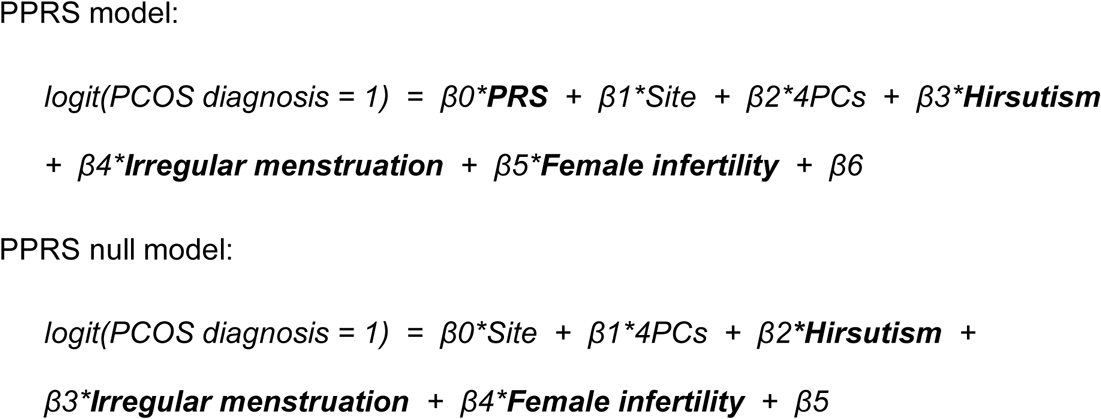 PPRS model:
logit(PCOS diagnosis = 1) = β0*PRS + β1*Site + β2*4PCs + β3*Hirsutism
+ β4*Irregular menstruation + β5*Female infertility + β6
PPRS null model:
logit(PCOS diagnosis = 1) = β0*Site + β1*4PCs + β2*Hirsutism +
β3*Irregular menstruation + β4*Female infertility + β5